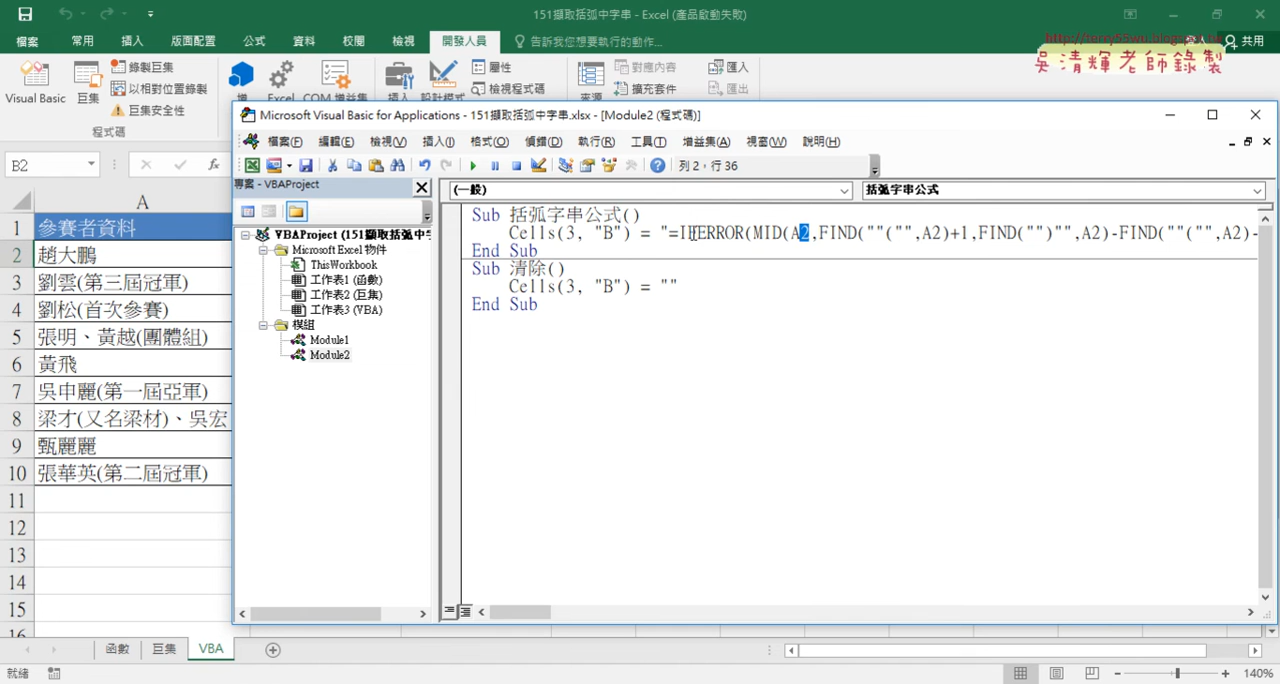 151擷取括弧中字串 - Excel (產品啟動失敗)
http://terry55wu.blogspot.tw
吳清輝老師錄製
檔案 常用 插入 版面配置 公式 資料 校閱 檢視 開發人員 告訴我您想要執行的動作... 共用
Visual Basic 巨集 錄製巨集 以相對位置錄製 巨集安全性
程式碼
屬性 檢視程式碼 對應內容 擴充套件 匯入 匯出
Microsoft Visual Basic for Applications - 151擷取括弧中字串.xlsx - [Module2 (程式碼)]
檔案(F) 編輯(E) 檢視(V) 插入(I) 格式(O) 偵錯(D) 執行(R) 工具(T) 增益集(A) 視窗(W) 說明(H)
列 2，行 36
B2
fx
專案 - VBAProject
(一般) 括弧字串公式
VBAProject (151擷取括弧中字
Microsoft Excel 物件
ThisWorkbook
工作表1 (函數)
工作表2 (巨集)
工作表3 (VBA)
模組
Module1
Module2
Sub 括弧字串公式()
Cells(3, "B") = "=IFERROR(MID(A2,FIND(""("",A2)+1,FIND("")"",A2)-FIND(""("",A2)-
End Sub
Sub 清除()
Cells(3, "B") = ""
End Sub
A
1 參賽者資料
2 趙大鵬
3 劉雲(第三屆冠軍)
4 劉松(首次參賽)
5 張明、黃越(團體組)
6 黃飛
7 吳申麗(第一屆亞軍)
8 梁才(又名梁材)、吳宏
9 甄麗麗
10 張華英(第二屆冠軍)
11
12
13
14
15
函數 巨集 VBA
就緒
140%